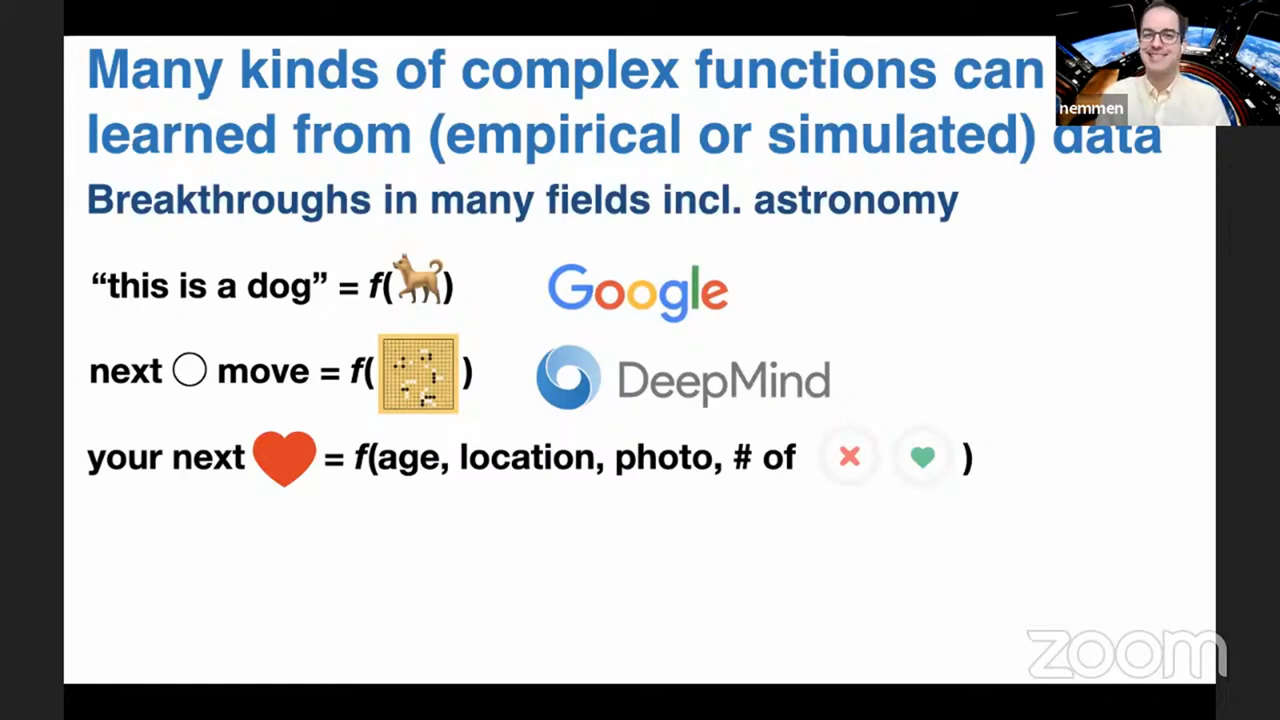 Many kinds of complex functions can
learned from (empirical or simulated) data
nemmen
Breakthroughs in many fields incl. astronomy
“this is a dog” = f( )
Google
next move = f( )
DeepMind
your next = f(age, location, photo, # of )
zoom